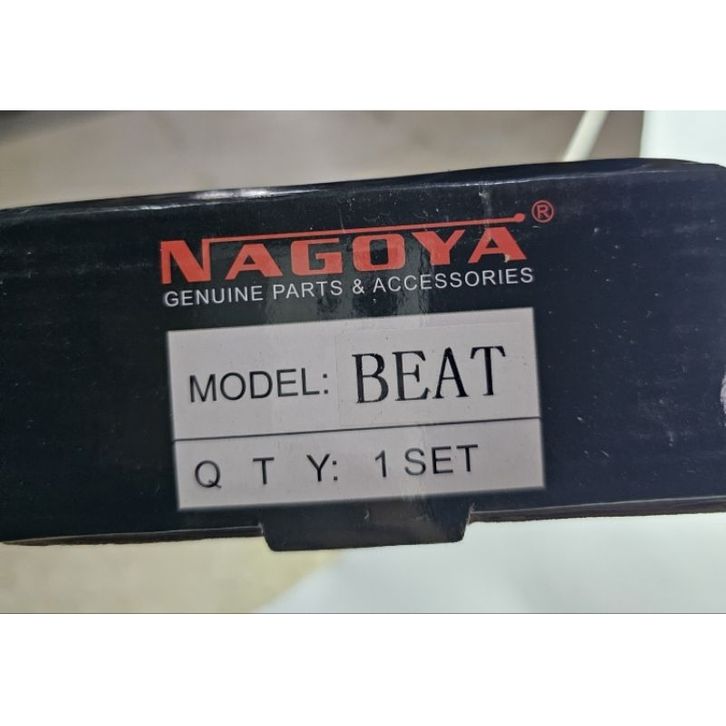 NAGOYA®
GENUINE PARTS & ACCESSORIES
MODEL: BEAT
Q T Y: 1 SET